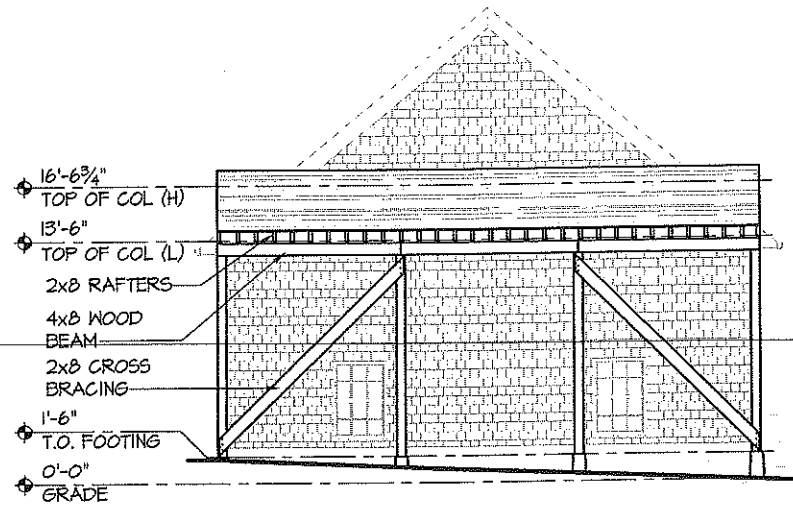 16'-6¾"
TOP OF COL (H)
13'-6"
TOP OF COL (L)
2x8 RAFTERS
4x8 WOOD
BEAM
2x8 CROSS
BRACING
1'-6"
T.O. FOOTING
0'-0"
GRADE